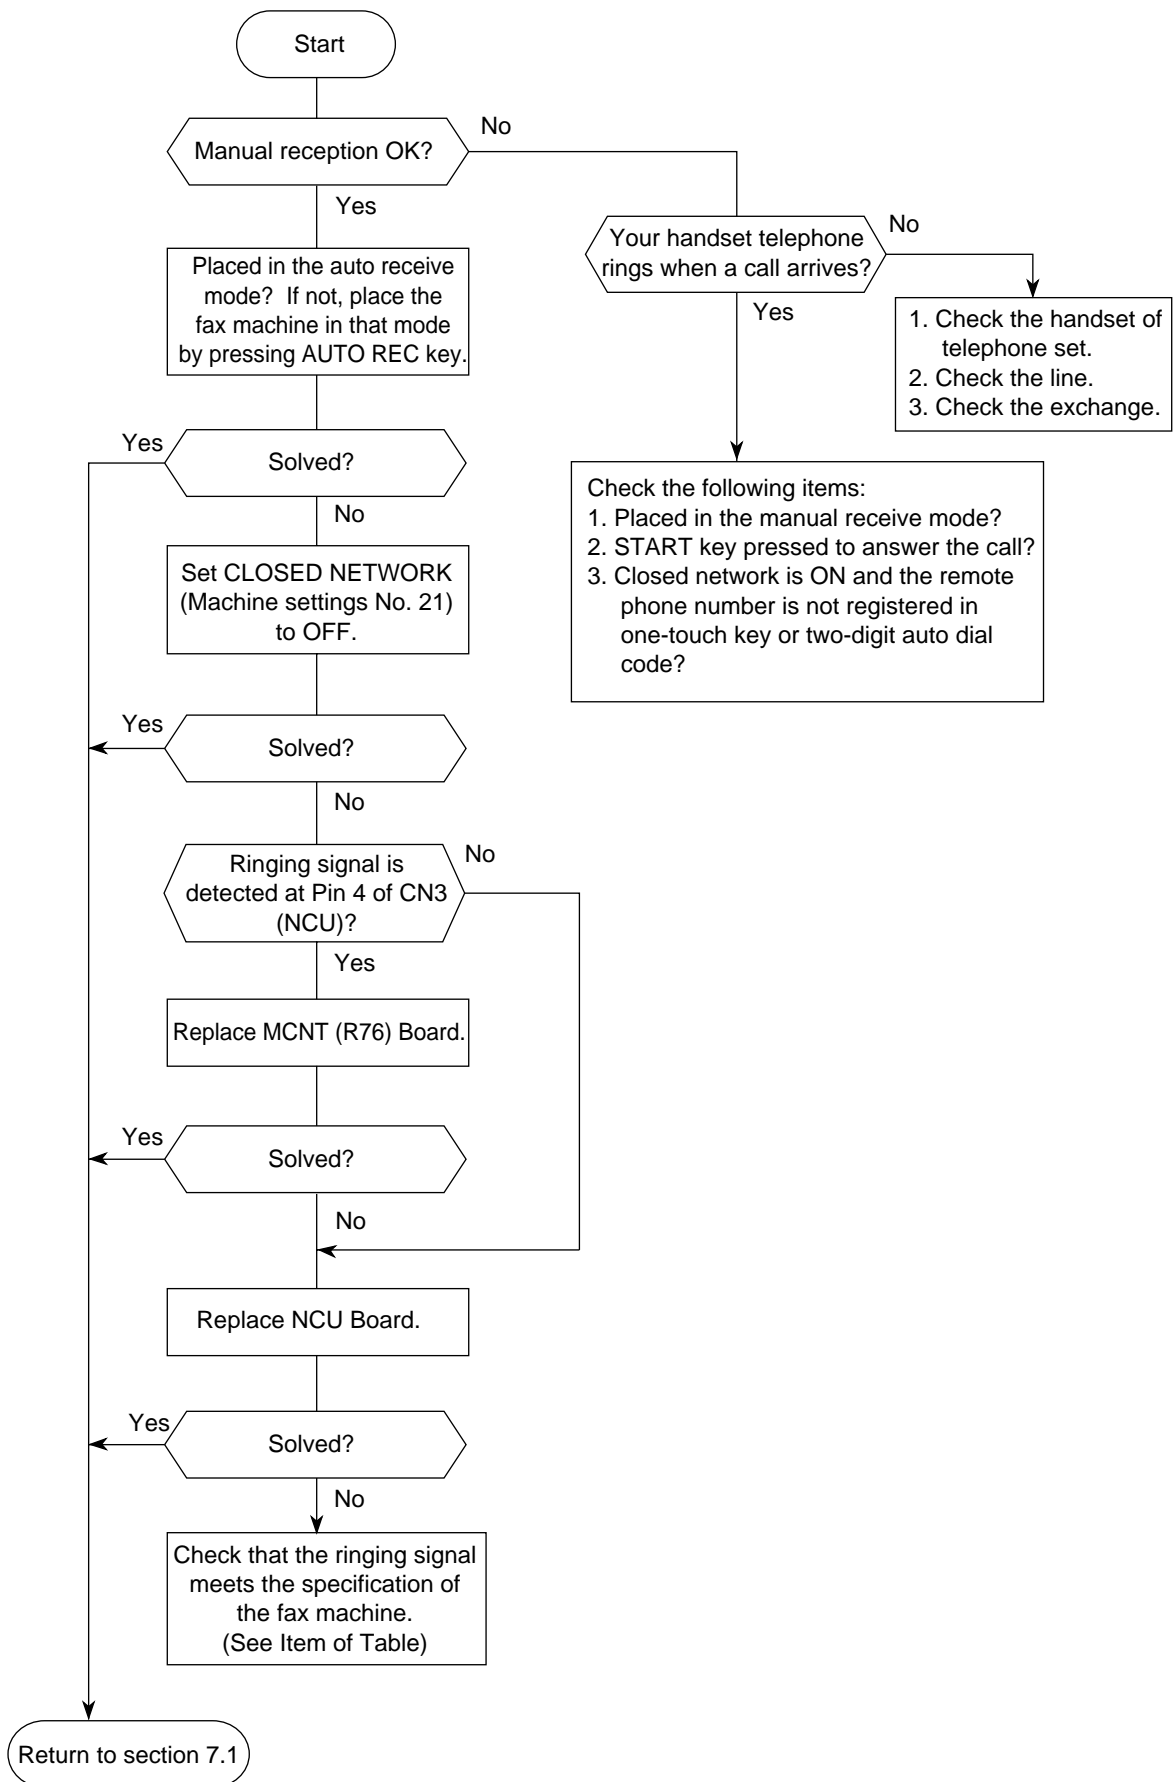 Start
Manual reception OK?
No
Yes
Your handset telephone
rings when a call arrives?
No
Yes
1. Check the handset of
telephone set.
2. Check the line.
3. Check the exchange.
Placed in the auto receive
mode? If not, place the
fax machine in that mode
by pressing AUTO REC key.
Yes
Solved?
No
Check the following items:
1. Placed in the manual receive mode?
2. START key pressed to answer the call?
3. Closed network is ON and the remote
phone number is not registered in
one-touch key or two-digit auto dial
code?
Set CLOSED NETWORK
(Machine settings No. 21)
to OFF.
Yes
Solved?
No
Ringing signal is
detected at Pin 4 of CN3
(NCU)?
No
Yes
Replace MCNT (R76) Board.
Yes
Solved?
No
Replace NCU Board.
Yes
Solved?
No
Check that the ringing signal
meets the specification of
the fax machine.
(See Item of Table)
Return to section 7.1